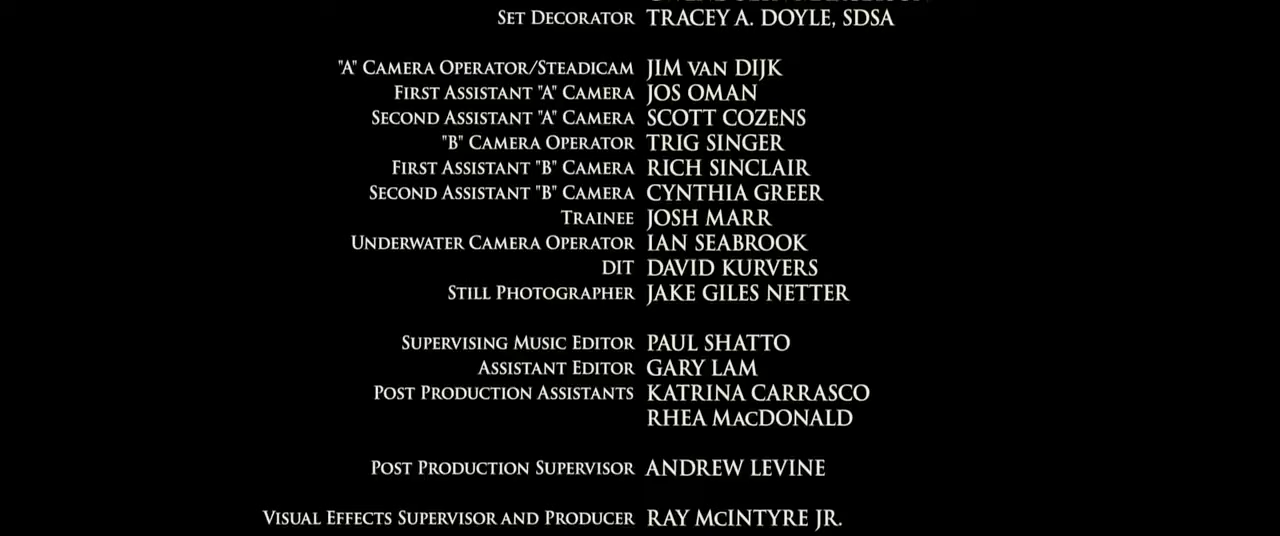 SET DECORATOR TRACEY A. DOYLE, SDSA
"A" CAMERA OPERATOR/STEADICAM JIM VAN DIJK
FIRST ASSISTANT "A" CAMERA JOS OMAN
SECOND ASSISTANT "A" CAMERA SCOTT COZENS
"B" CAMERA OPERATOR TRIG SINGER
FIRST ASSISTANT "B" CAMERA RICH SINCLAIR
SECOND ASSISTANT "B" CAMERA CYNTHIA GREER
TRAINEE JOSH MARR
UNDERWATER CAMERA OPERATOR IAN SEABROOK
DIT DAVID KURVERS
STILL PHOTOGRAPHER JAKE GILES NETTER
SUPERVISING MUSIC EDITOR PAUL SHATTO
ASSISTANT EDITOR GARY LAM
POST PRODUCTION ASSISTANTS KATRINA CARRASCO
RHEA MACDONALD
POST PRODUCTION SUPERVISOR ANDREW LEVINE
VISUAL EFFECTS SUPERVISOR AND PRODUCER RAY MCINTYRE JR.